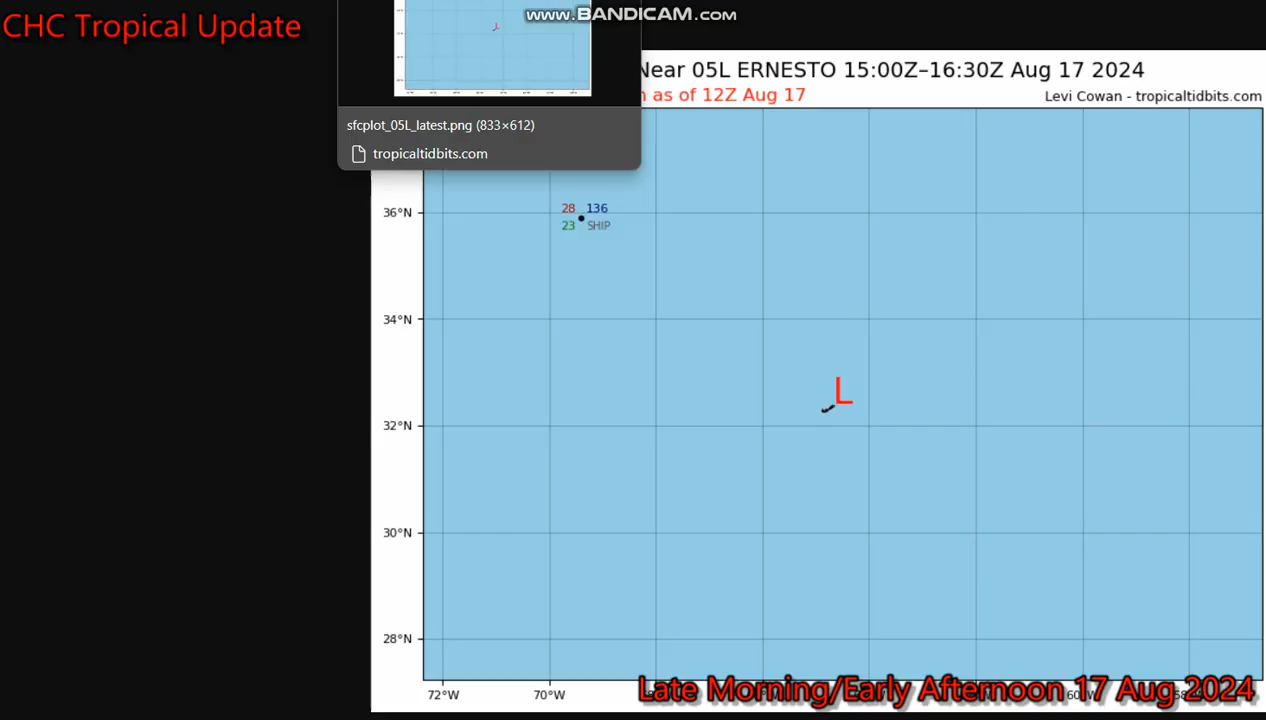 www.BANDICAM.com
CHC Tropical Update
Near 05L ERNESTO 15:00Z–16:30Z Aug 17 2024
as of 12Z Aug 17
Levi Cowan - tropicaltidbits.com
sfcplot_05L_latest.png (833×612)
tropicaltidbits.com
28 136
23 SHIP
36°N
34°N
L
32°N
30°N
28°N
72°W 70°W
Late Morning/Early Afternoon 17 Aug 2024